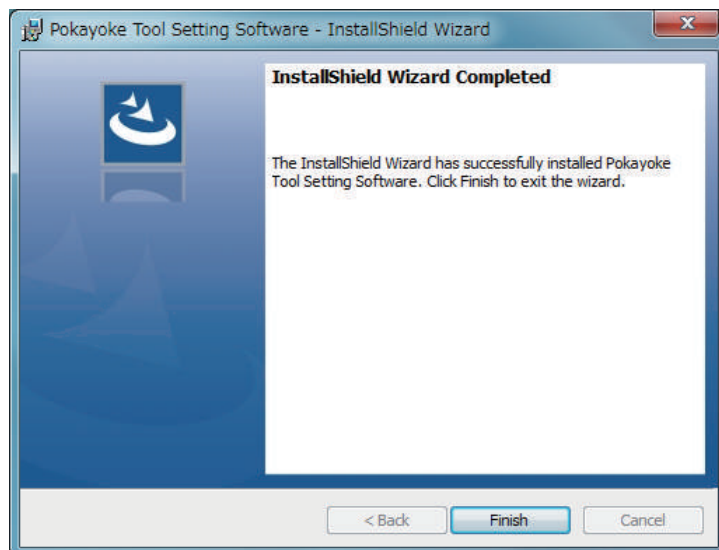 Pokayoke Tool Setting Software - InstallShield Wizard
InstallShield Wizard Completed
The InstallShield Wizard has successfully installed Pokayoke
Tool Setting Software. Click Finish to exit the wizard.
< Back
Finish
Cancel